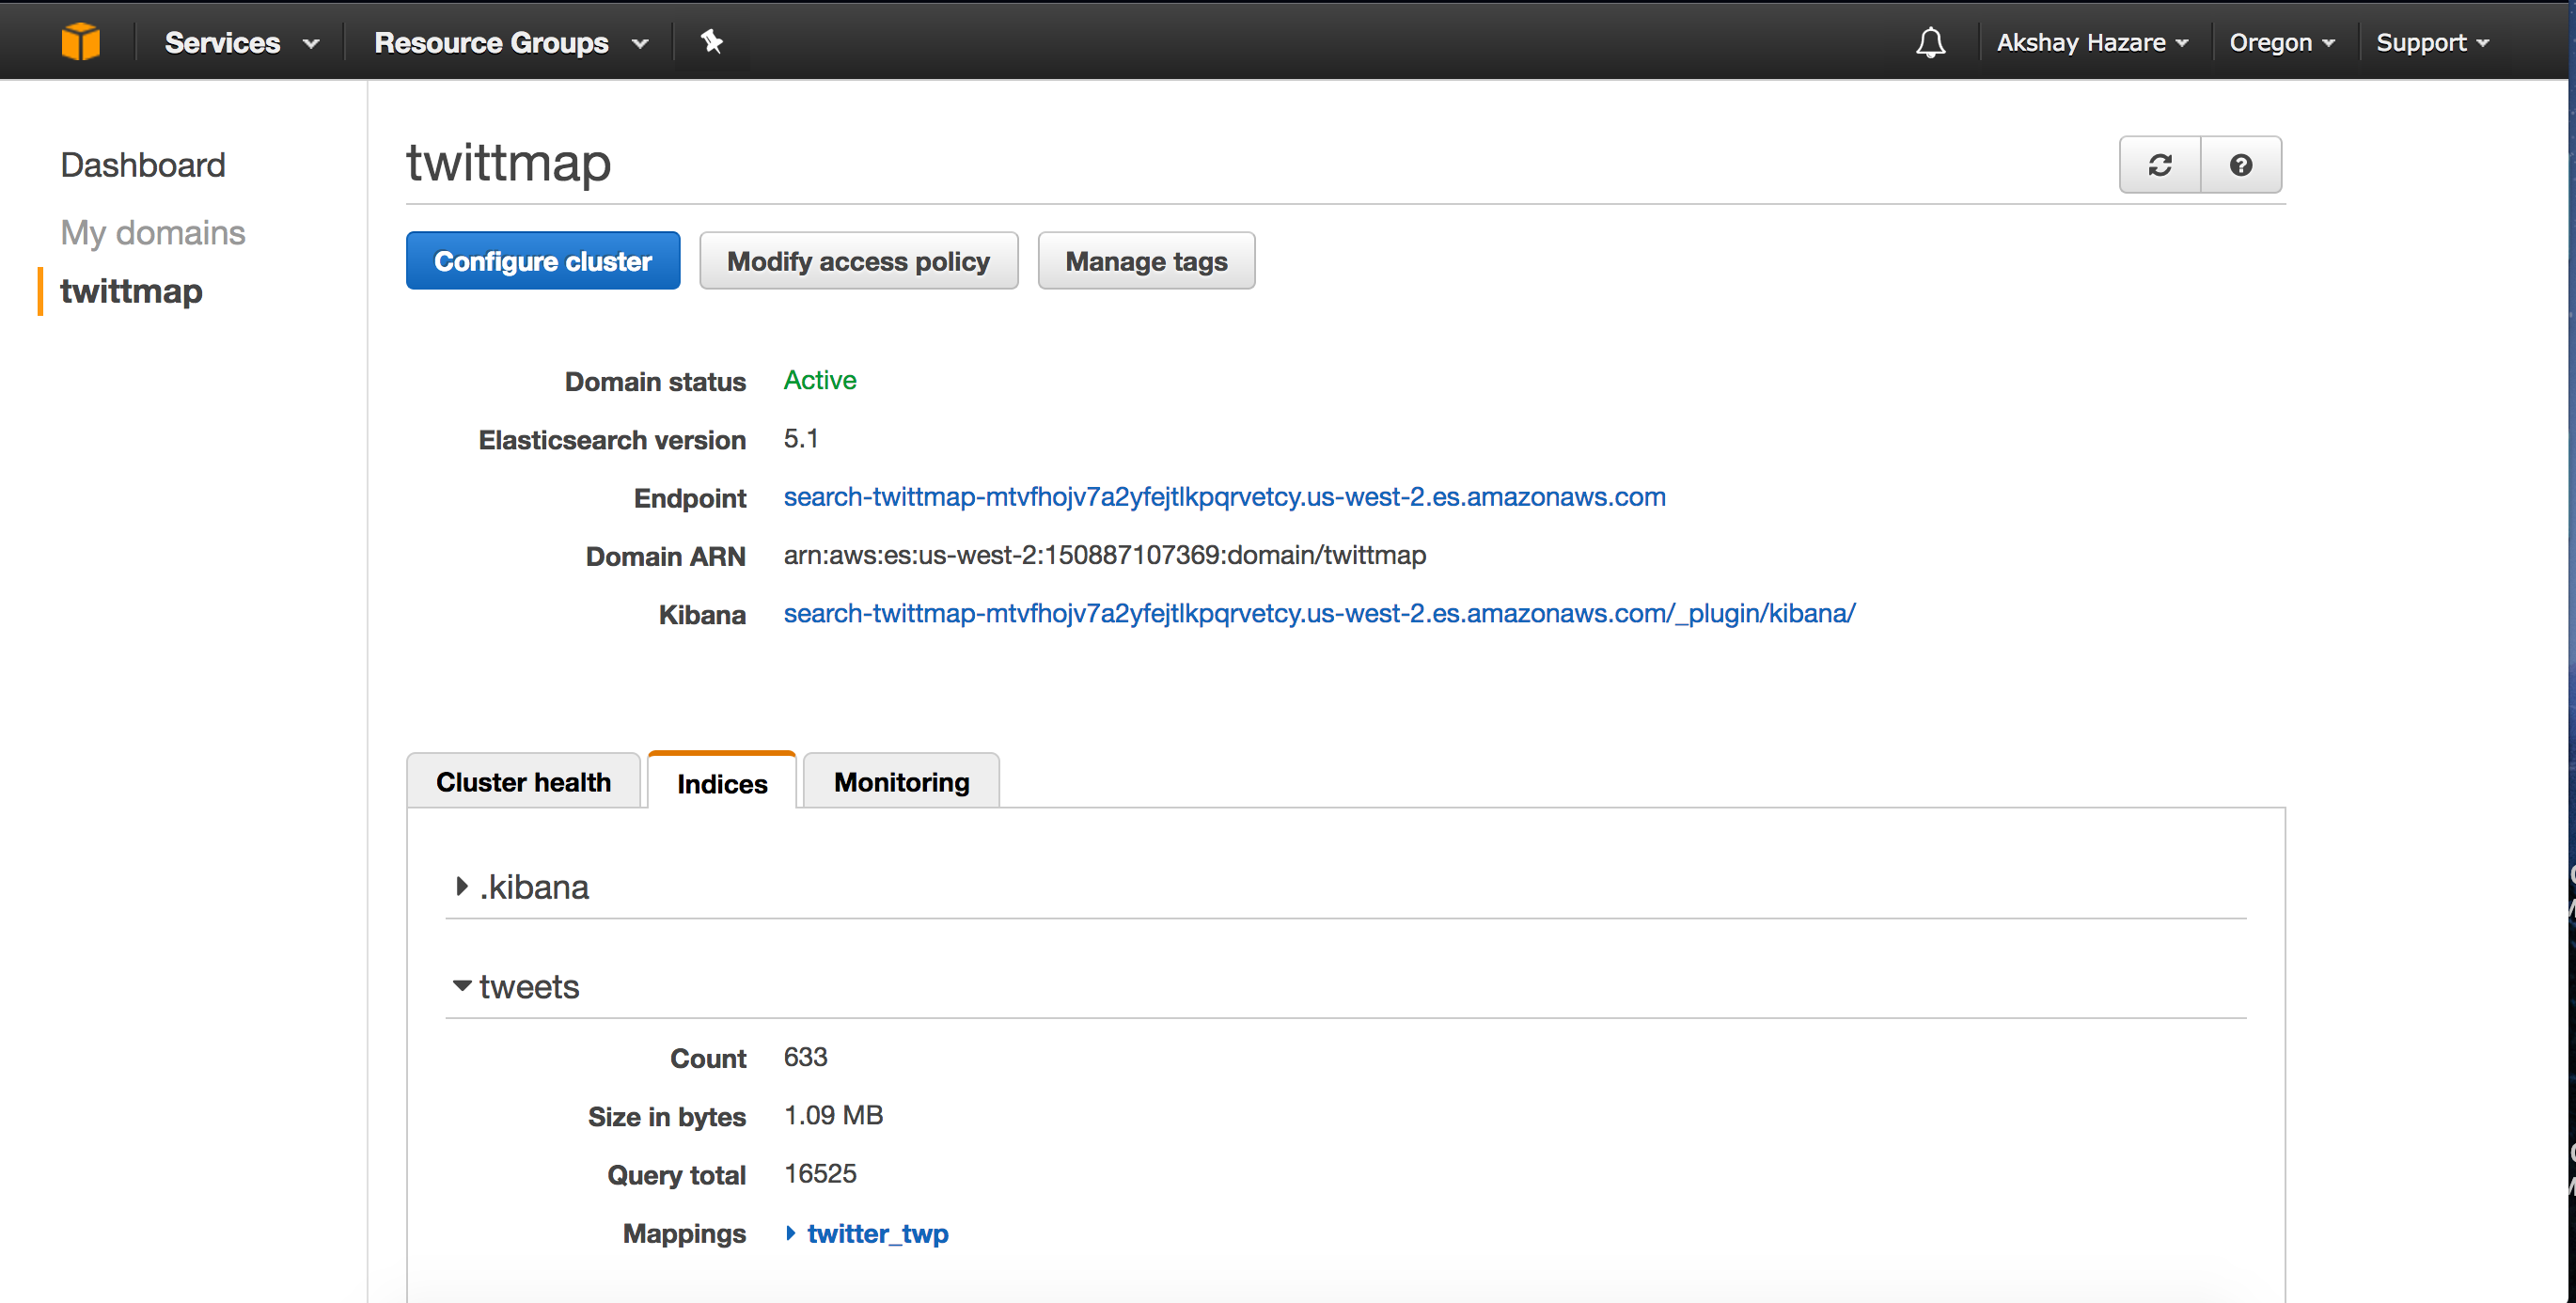 Services
Resource Groups
Akshay Hazare
Oregon
Support
Dashboard
My domains
twittmap
twittmap
Configure cluster
Modify access policy
Manage tags
Domain status Active
Elasticsearch version 5.1
Endpoint search-twittmap-mtvfhojv7a2yfejtlkpqrvetcy.us-west-2.es.amazonaws.com
Domain ARN arn:aws:es:us-west-2:150887107369:domain/twittmap
Kibana search-twittmap-mtvfhojv7a2yfejtlkpqrvetcy.us-west-2.es.amazonaws.com/_plugin/kibana/
Cluster health
Indices
Monitoring
.kibana
tweets
Count 633
Size in bytes 1.09 MB
Query total 16525
Mappings twitter_twp